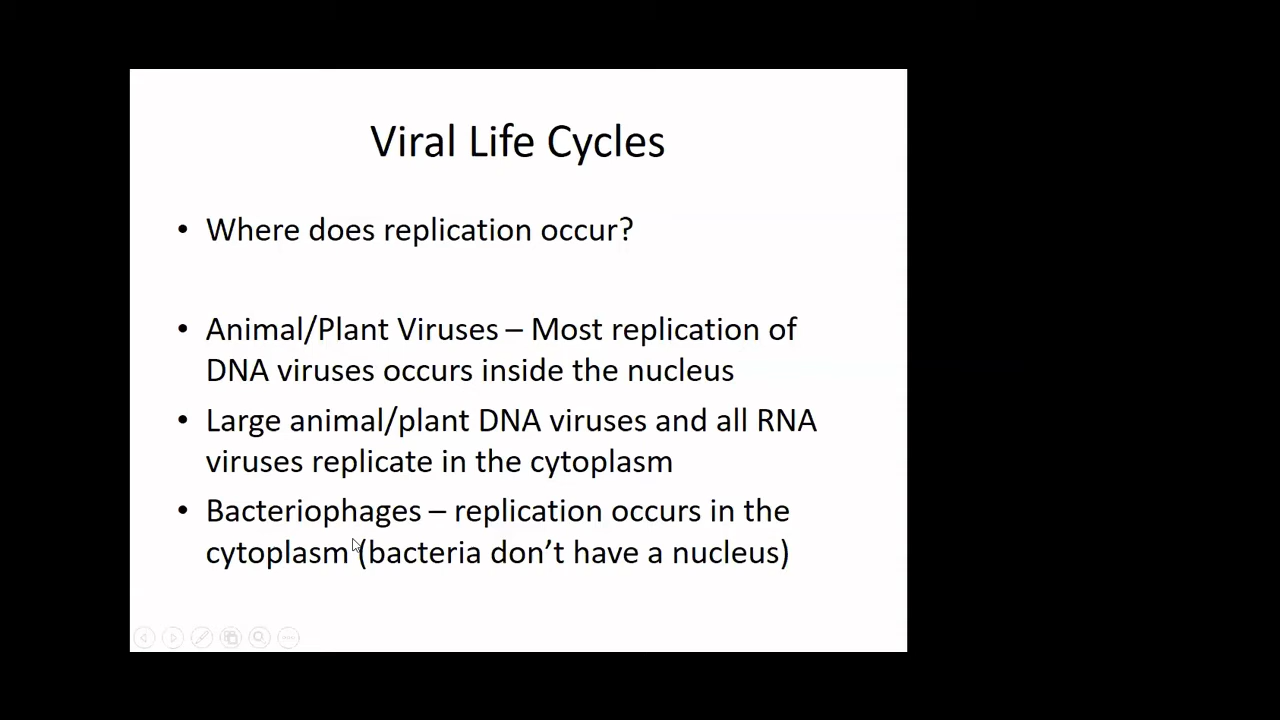 Viral Life Cycles
• Where does replication occur?
• Animal/Plant Viruses – Most replication of
DNA viruses occurs inside the nucleus
• Large animal/plant DNA viruses and all RNA
viruses replicate in the cytoplasm
• Bacteriophages – replication occurs in the
cytoplasm (bacteria don’t have a nucleus)